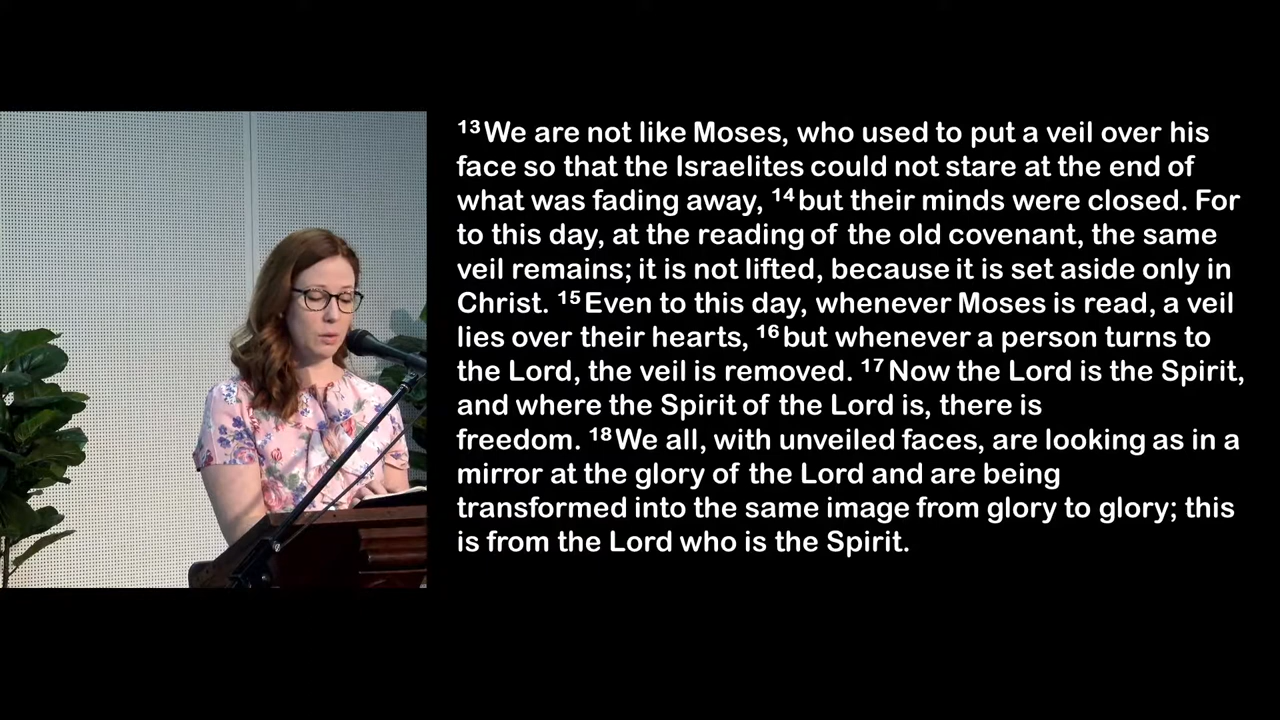 ¹³We are not like Moses, who used to put a veil over his
face so that the Israelites could not stare at the end of
what was fading away, ¹⁴but their minds were closed. For
to this day, at the reading of the old covenant, the same
veil remains; it is not lifted, because it is set aside only in
Christ. ¹⁵Even to this day, whenever Moses is read, a veil
lies over their hearts, ¹⁶but whenever a person turns to
the Lord, the veil is removed. ¹⁷Now the Lord is the Spirit,
and where the Spirit of the Lord is, there is
freedom. ¹⁸We all, with unveiled faces, are looking as in a
mirror at the glory of the Lord and are being
transformed into the same image from glory to glory; this
is from the Lord who is the Spirit.